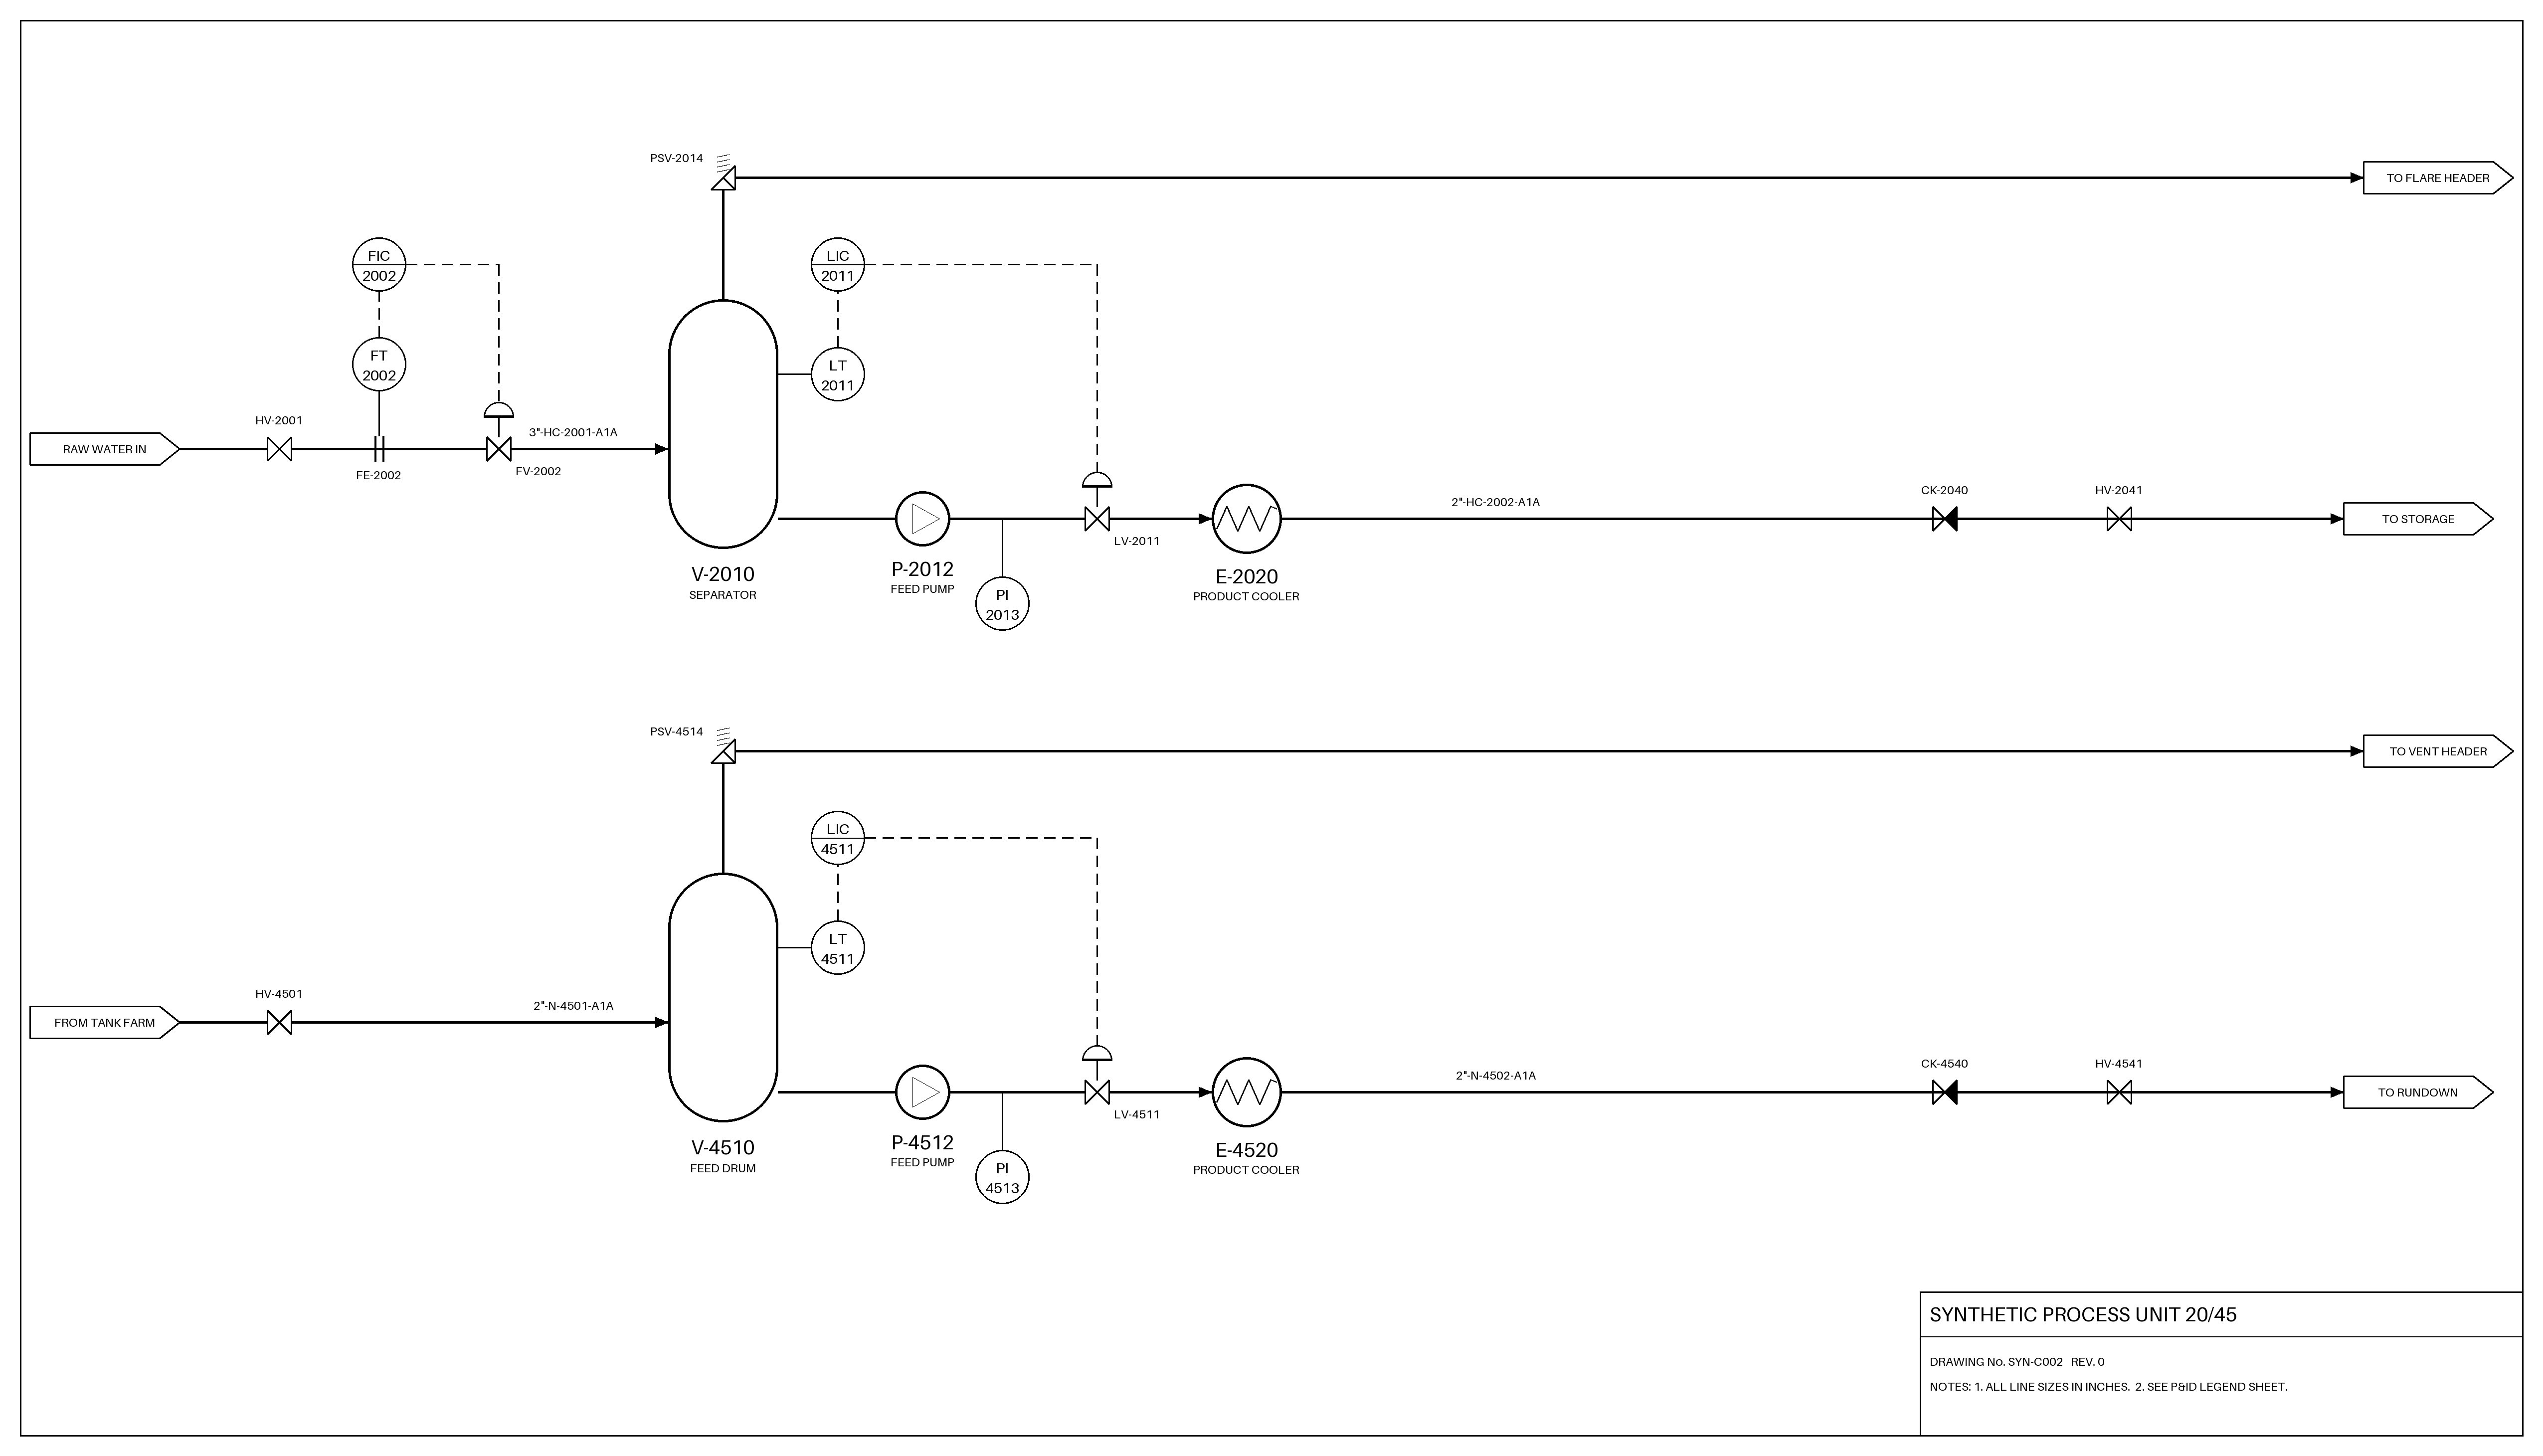 PSV-2014
TO FLARE HEADER
FIC
2002
LIC
2011
FT
2002
LT
2011
HV-2001
3"-HC-2001-A1A
RAW WATER IN
FE-2002
FV-2002
2"-HC-2002-A1A
CK-2040
HV-2041
TO STORAGE
LV-2011
V-2010
SEPARATOR
P-2012
FEED PUMP
E-2020
PRODUCT COOLER
PI
2013
PSV-4514
TO VENT HEADER
LIC
4511
LT
4511
HV-4501
2"-N-4501-A1A
FROM TANK FARM
2"-N-4502-A1A
CK-4540
HV-4541
TO RUNDOWN
LV-4511
V-4510
FEED DRUM
P-4512
FEED PUMP
E-4520
PRODUCT COOLER
PI
4513
SYNTHETIC PROCESS UNIT 20/45
DRAWING No. SYN-C002 REV. 0
NOTES: 1. ALL LINE SIZES IN INCHES. 2. SEE P&ID LEGEND SHEET.